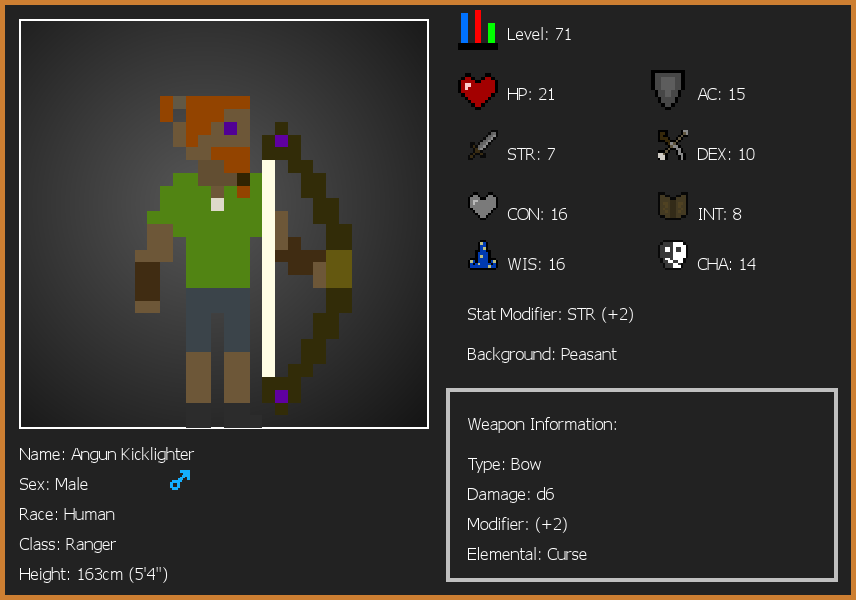 Level: 71
HP: 21
AC: 15
STR: 7
DEX: 10
CON: 16
INT: 8
WIS: 16
CHA: 14
Stat Modifier: STR (+2)
Background: Peasant
Weapon Information:
Type: Bow
Damage: d6
Modifier: (+2)
Elemental: Curse
Name: Angun Kicklighter
Sex: Male
Race: Human
Class: Ranger
Height: 163cm (5'4")